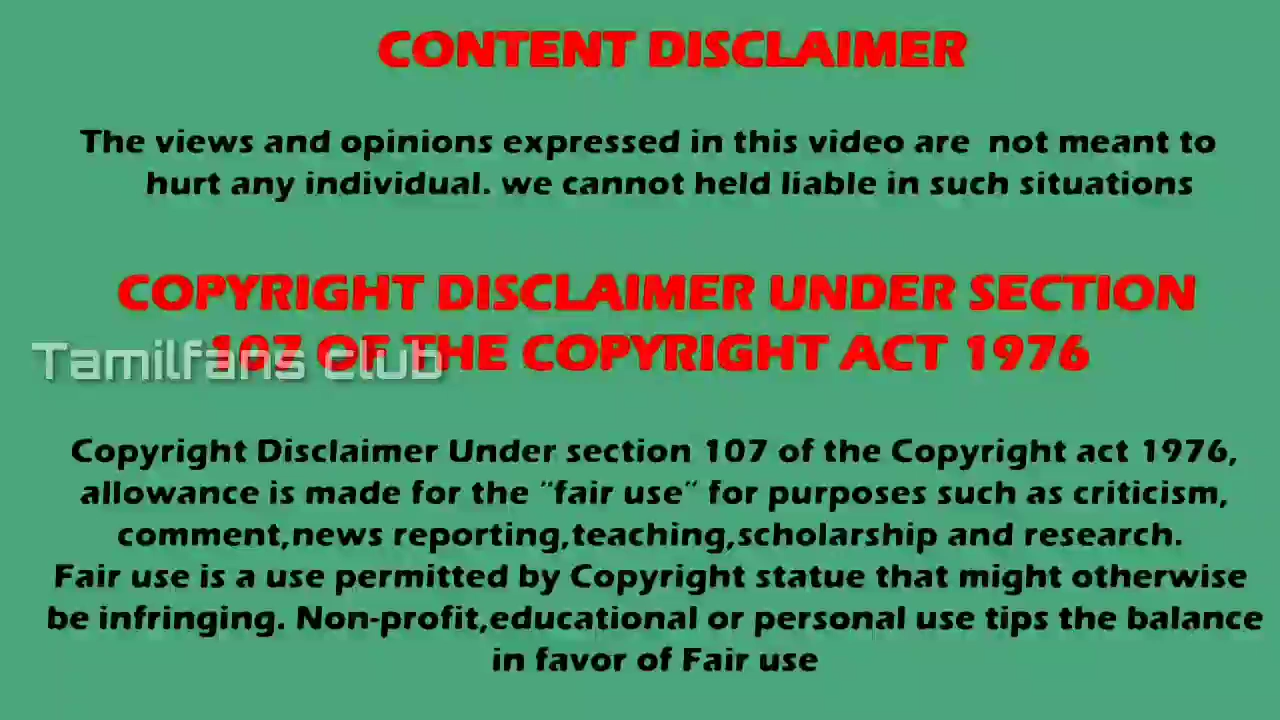 CONTENT DISCLAIMER
The views and opinions expressed in this video are not meant to
hurt any individual. we cannot held liable in such situations
COPYRIGHT DISCLAIMER UNDER SECTION
107 OF THE COPYRIGHT ACT 1976
Tamilfans club
Copyright Disclaimer Under section 107 of the Copyright act 1976,
allowance is made for the "fair use" for purposes such as criticism,
comment,news reporting,teaching,scholarship and research.
Fair use is a use permitted by Copyright statue that might otherwise
be infringing. Non-profit,educational or personal use tips the balance
in favor of Fair use